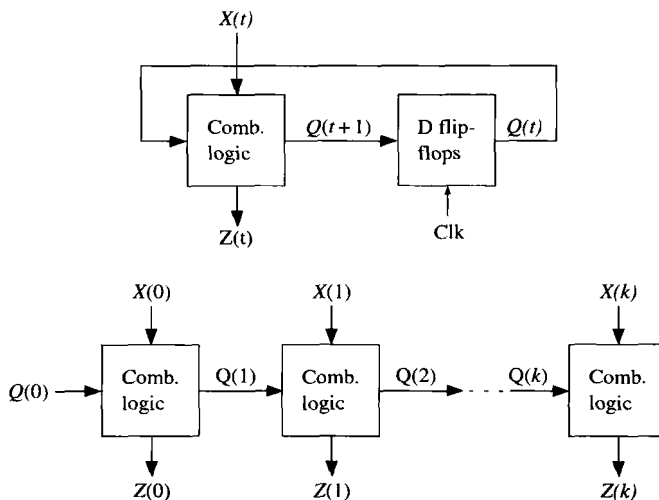 X(t)
Comb.
logic
Q(t+1)
D flip-
flops
Q(t)
Z(t)
Clk
X(0)
X(1)
X(k)
Q(0)
Comb.
logic
Q(1)
Comb.
logic
Q(2)
Q(k)
Comb.
logic
Z(0)
Z(1)
Z(k)